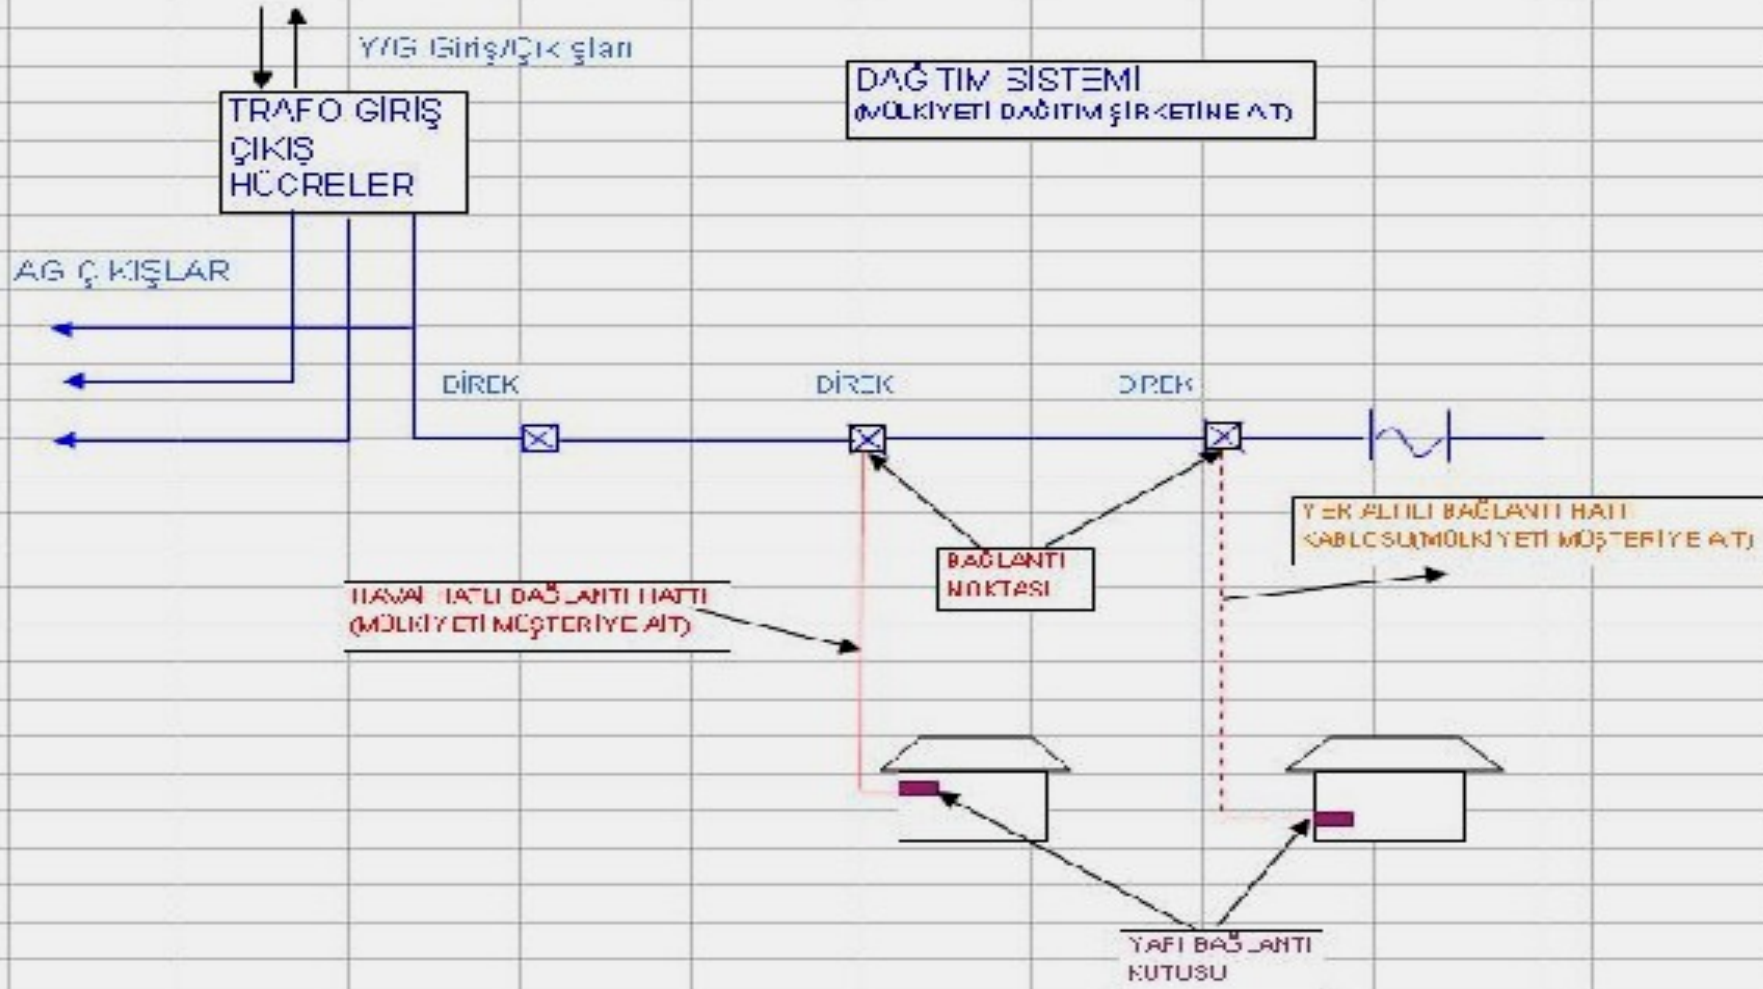 Y/G Giriş/Çıkışları
DAĞITIM SİSTEMİ
(MÜLKİYETİ DAĞITIM ŞİRKETİNE AİT)
TRAFO GİRİŞ
ÇIKIŞ
HÜCRELER
AG ÇIKIŞLAR
DİREK
DİREK
DİREK
YER ALTILI BAĞLANTI HATTI
KABLOSU(MÜLKİYETİ MÜŞTERİYE AİT)
BAĞLANTI
NOKTASI
HAVAİ HATLI BAĞLANTI HATTI
(MÜLKİYETİ MÜŞTERİYE AİT)
YAPI BAĞLANTI
KUTUSU